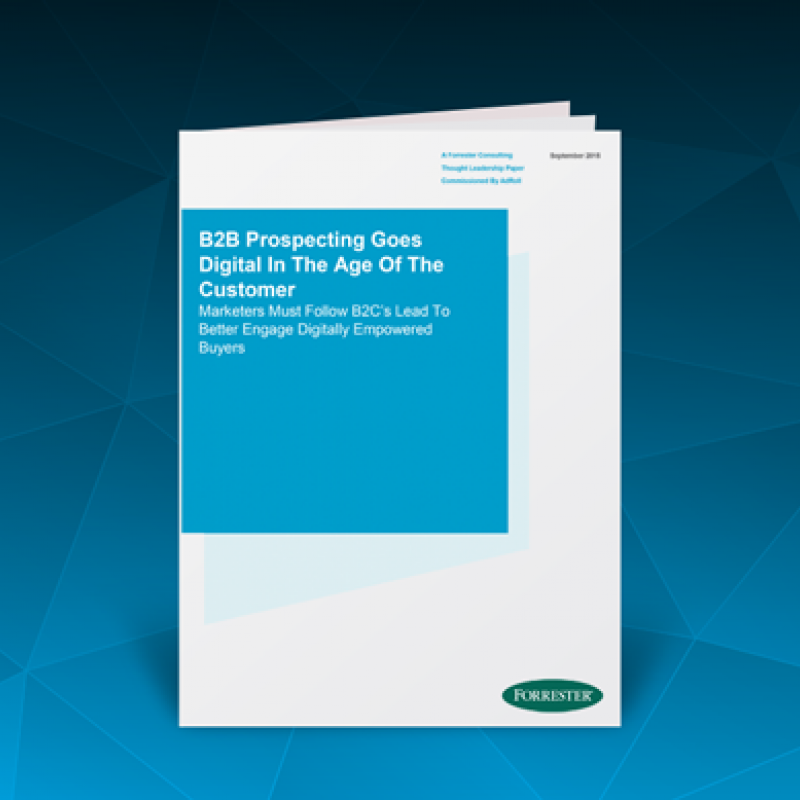 A Forrester Consulting
Thought Leadership Paper
Commissioned By AdRoll
September 2015
B2B Prospecting Goes
Digital In The Age Of The
Customer
Marketers Must Follow B2C's Lead To
Better Engage Digitally Empowered
Buyers
FORRESTER